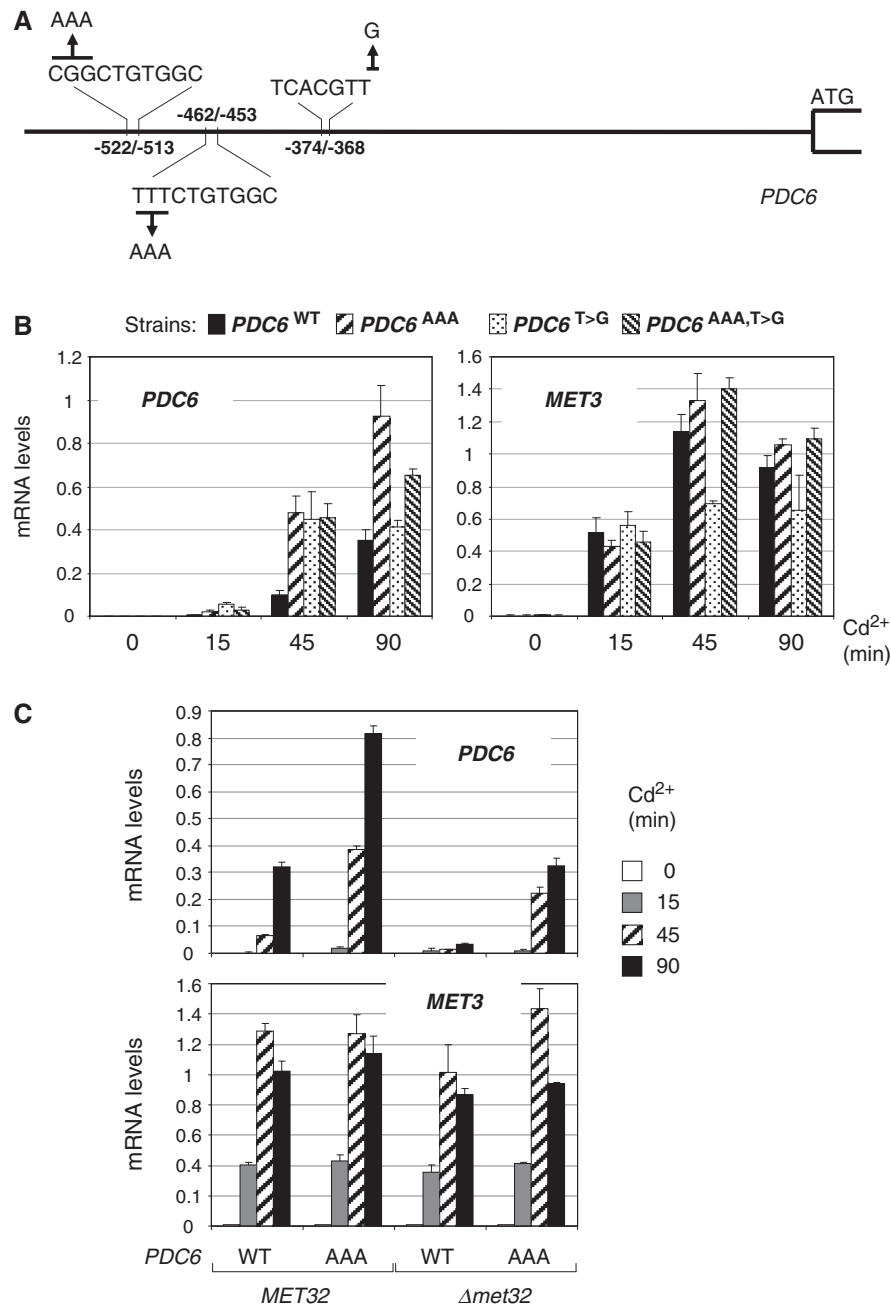 A
AAA
G
CGGCTGTGGC
TCACGTT
ATG
-462/-453
-522/-513
-374/-368
TTTCTGTGGC
PDC6
AAA
B
Strains: PDC6 WT PDC6 AAA PDC6 T>G PDC6 AAA,T>G
mRNA levels
1.2
1
0.8
0.6
0.4
0.2
0
PDC6
0 15 45 90
1.6
1.4
1.2
1
0.8
0.6
0.4
0.2
0
MET3
0 15 45 90
Cd2+
(min)
C
mRNA levels
0.9
0.8
0.7
0.6
0.5
0.4
0.3
0.2
0.1
0
PDC6
Cd2+
(min)
0
15
45
90
mRNA levels
1.6
1.4
1.2
1
0.8
0.6
0.4
0.1
0
MET3
PDC6 WT AAA WT AAA
MET32 Δmet32